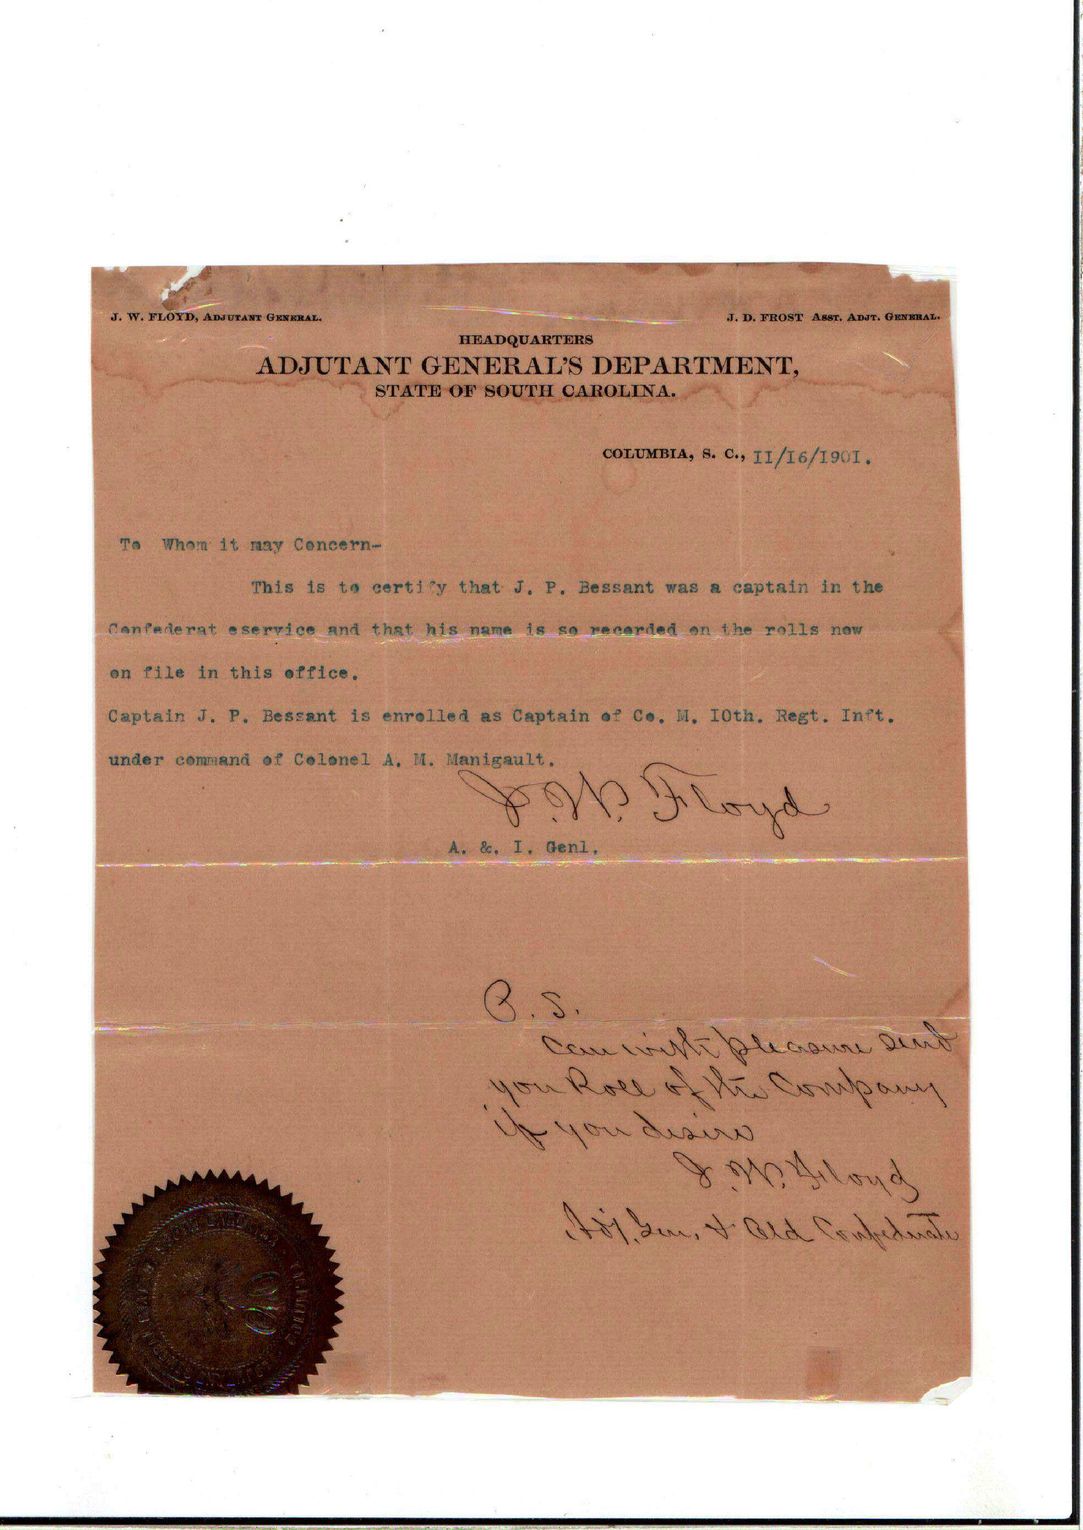 J. W. FLOYD, ADJUTANT GENERAL.
J. D. FROST ASST. ADJT. GENERAL.
HEADQUARTERS
ADJUTANT GENERAL'S DEPARTMENT,
STATE OF SOUTH CAROLINA.
COLUMBIA, S. C., II/I6/I90I.
To Whom it may Concern-
This is to certify that J. P. Bessant was a captain in the
Confederat eservice and that his name is so recorded on the rolls now
on file in this office.
Captain J. P. Bessant is enrolled as Captain of Co. M. IOth. Regt. Inft.
under command of Colonel A. M. Manigault.
J. W. Floyd
A. &. I. Genl.
P. S.
Can with pleasure send
you Roll of the Company
if you desire
J. W. Floyd
Adj. Gen. & Old Confederate